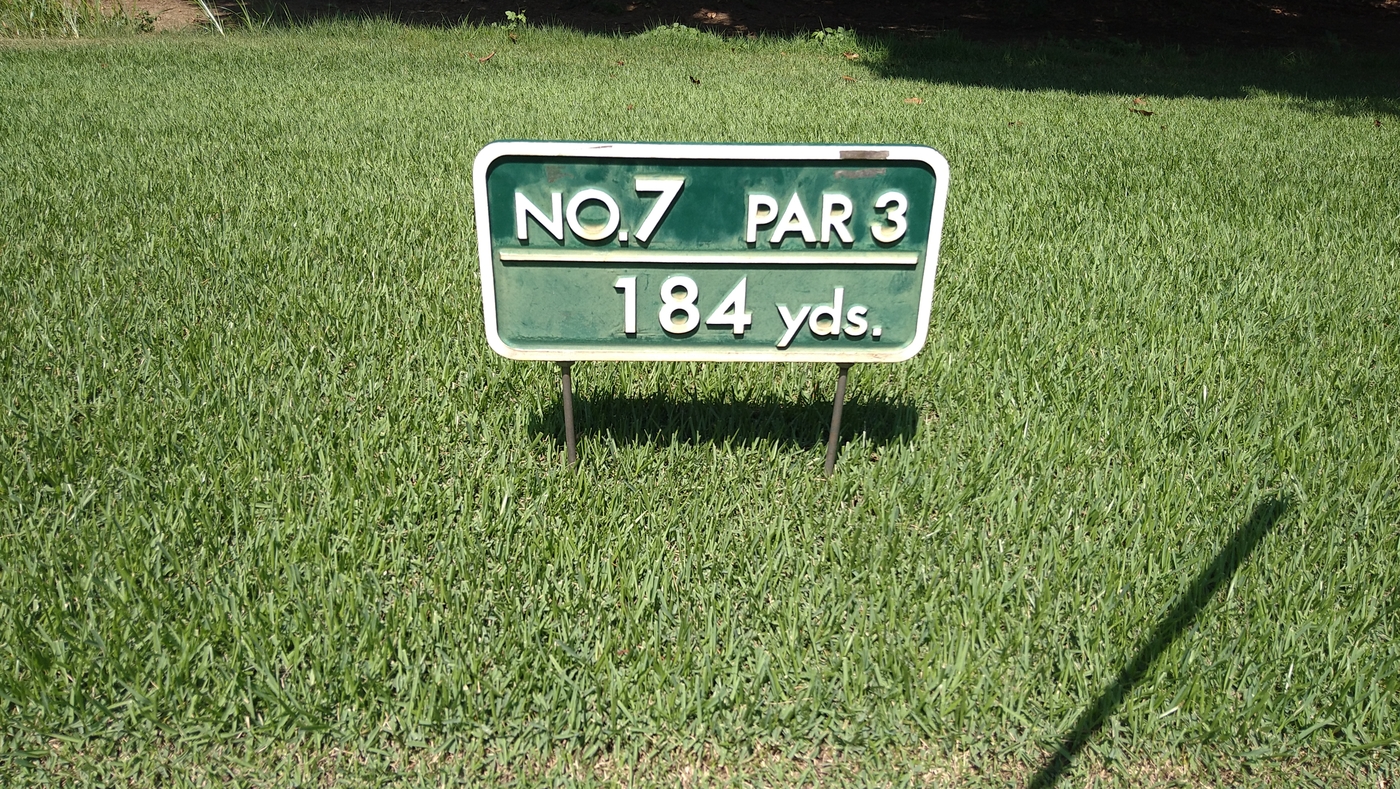 NO.7 PAR 3
184 yds.